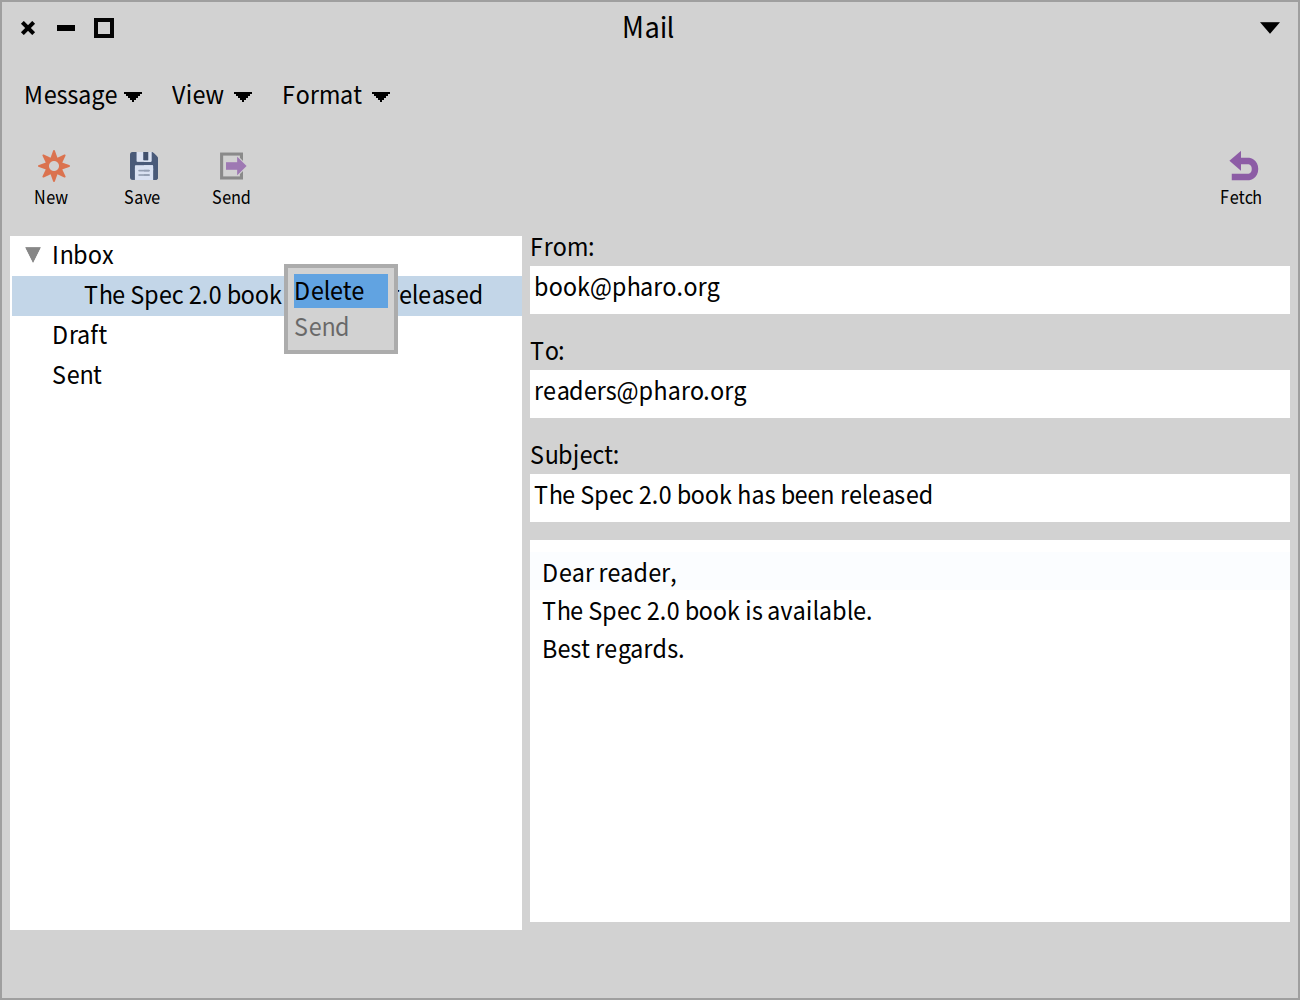 Mail
Message View Format
New Save Send Fetch
Inbox
The Spec 2.0 book released
Delete
Send
Draft
Sent
From:
book@pharo.org
To:
readers@pharo.org
Subject:
The Spec 2.0 book has been released
Dear reader,
The Spec 2.0 book is available.
Best regards.